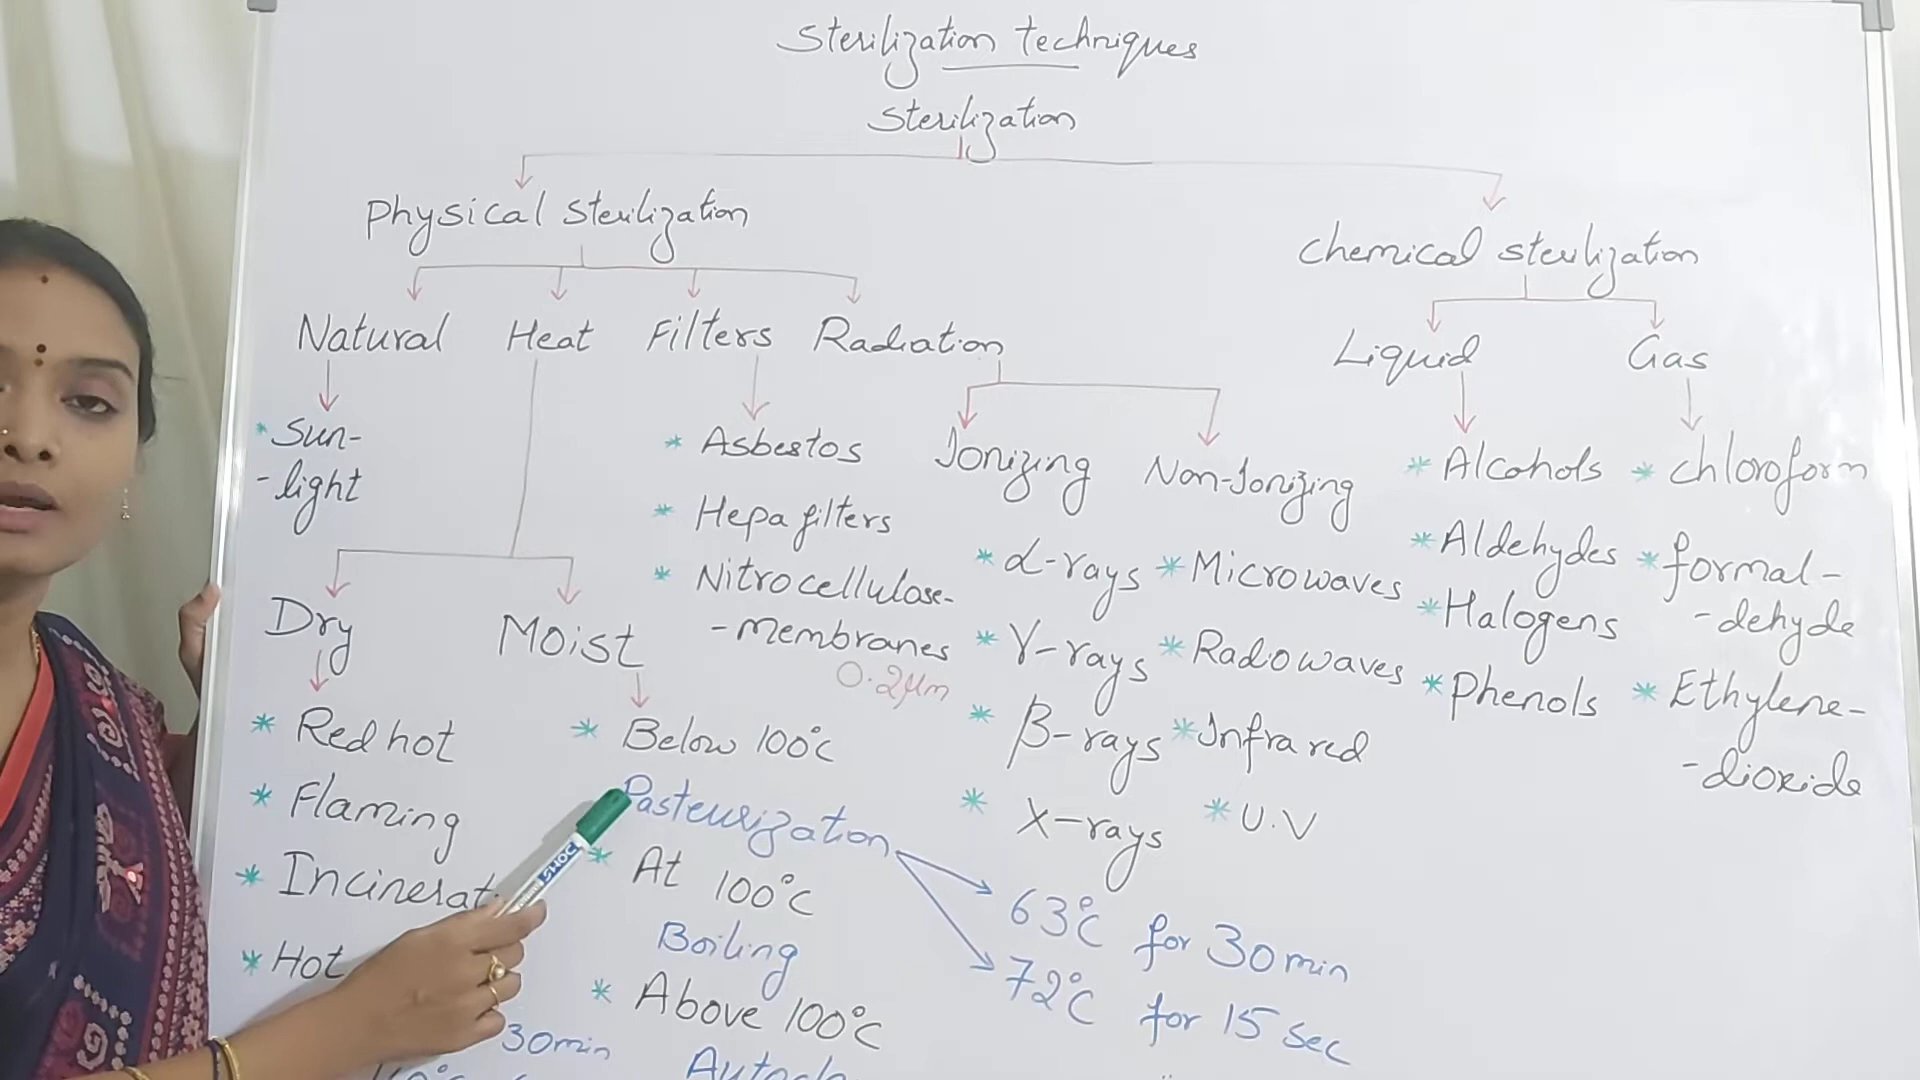 Sterilization techniques
Sterilization
Physical sterilization
Chemical sterilization
Natural Heat Filters Radiation
Liquid Gas
* Sun-
-light
* Asbestos
* Hepa filters
* Nitrocellulose-
-membranes
0.2μm
Ionizing Non-Ionizing
* α-rays * Microwaves
* γ-rays * Radiowaves
* β-rays * Infrared
* X-rays * U.V
* Alcohols * chloroform
* Aldehydes * formal-
-dehyde
* Halogens
* Phenols * Ethylene-
-dioxide
Dry Moist
* Red hot
* Flaming
* Incinerat
* Hot
30min
* Below 100°c
Pasteurization
63°c for 30min
72°c for 15 sec
* At 100°c
Boiling
* Above 100°c
SHOC